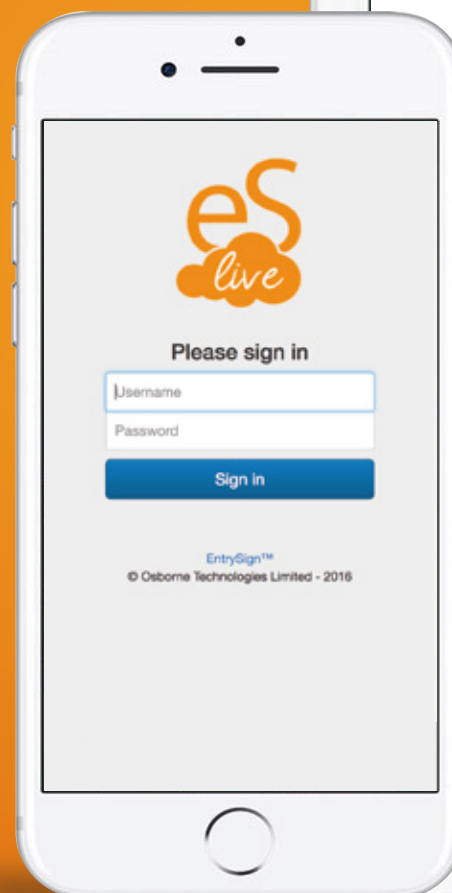 eS
live
Please sign in
Username
Password
Sign in
EntrySign™
© Osborne Technologies Limited - 2016